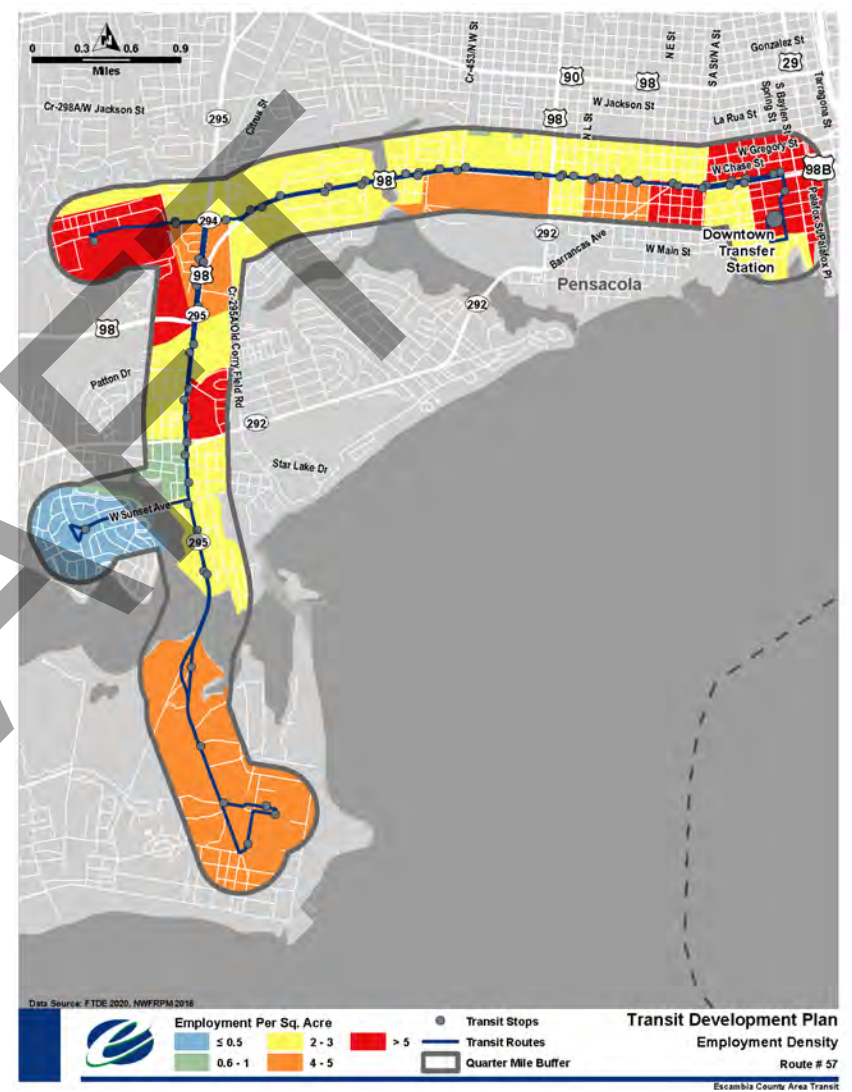 0 0.3 0.6 0.9
Miles
N
Cr-453/N W St
N E St
S A St/N A St
Gonzalez St
29
90
98
Tarragona St
S Baylen St
Spring St
W Jackson St
Cr-298A/W Jackson St
295
Citrus St
98
N L St
La Rua St
W Gregory St
W Chase St
98B
98
294
Palafox St/Palafox Pl
292
Barrancas Ave
W Main St
Downtown
Transfer
Station
98
Pensacola
295
292
98
Cr-295A/Old Corry Field Rd
Patton Dr
292
Star Lake Dr
W Sunset Ave
295
DRAFT
Data Source: FTDE 2020, NWFRPM 2018
Employment Per Sq. Acre
≤ 0.5
2 - 3
> 5
0.6 - 1
4 - 5
Transit Stops
Transit Routes
Quarter Mile Buffer
Transit Development Plan
Employment Density
Route # 57
Escambia County Area Transit